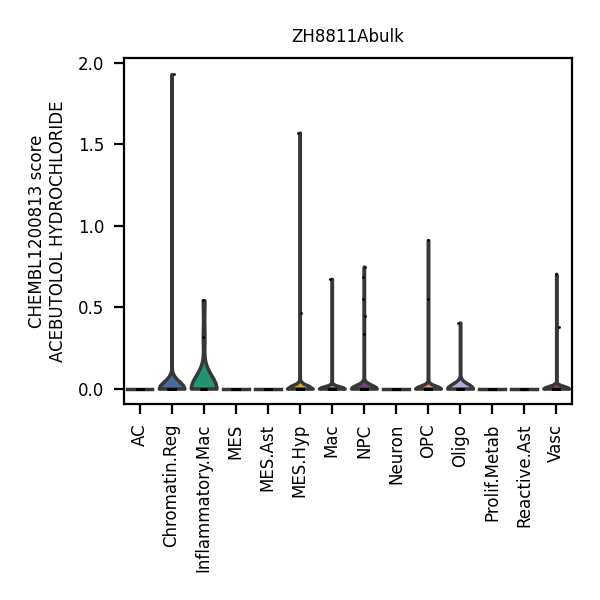 ZH8811Abulk
CHEMBL1200813 score
ACEBUTOLOL HYDROCHLORIDE
2.0
1.5
1.0
0.5
0.0
AC
Chromatin.Reg
Inflammatory.Mac
MES
MES.Ast
MES.Hyp
Mac
NPC
Neuron
OPC
Oligo
Prolif.Metab
Reactive.Ast
Vasc